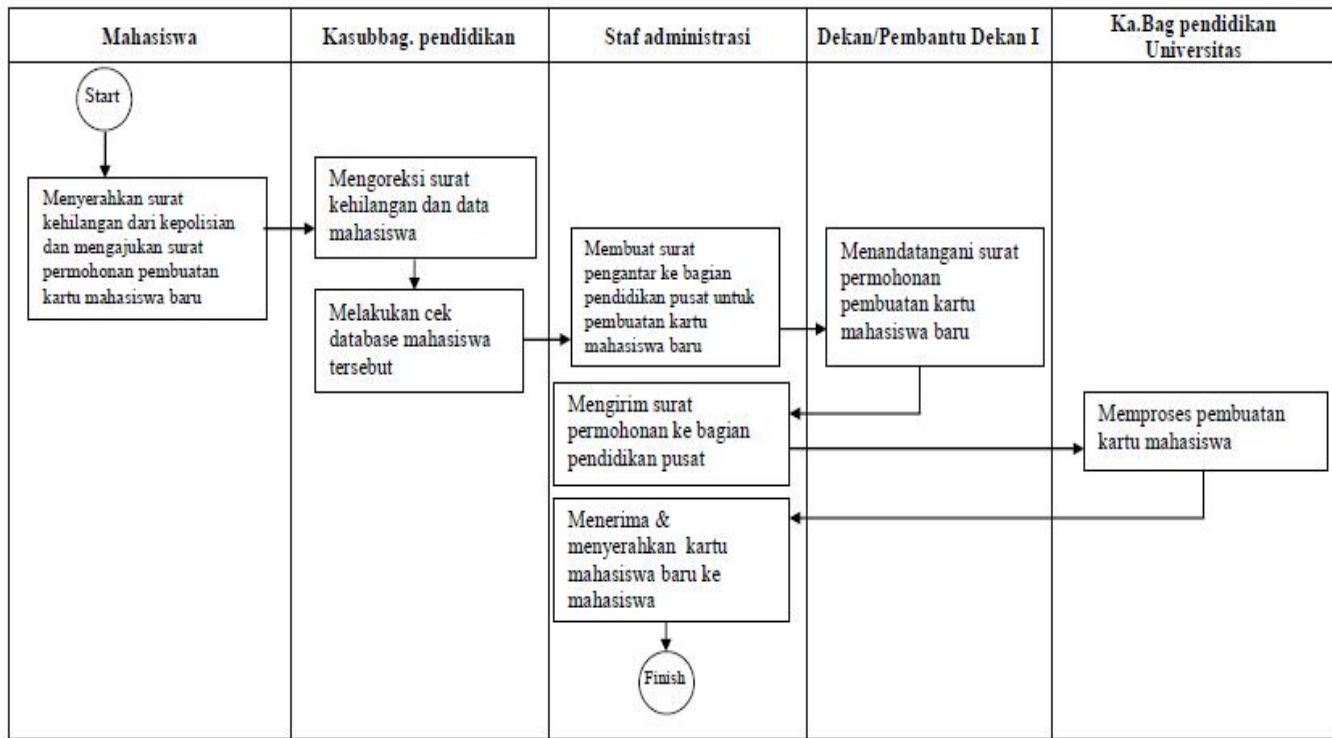 Mahasiswa
Kasubbag. pendidikan
Staf administrasi
Dekan/Pembantu Dekan I
Ka.Bag pendidikan
Universitas
Start
Menyerahkan surat
kehilangan dari kepolisian
dan mengajukan surat
permohonan pembuatan
kartu mahasiswa baru
Mengoreksi surat
kehilangan dan data
mahasiswa
Melakukan cek
database mahasiswa
tersebut
Membuat surat
pengantar ke bagian
pendidikan pusat untuk
pembuatan kartu
mahasiswa baru
Menandatangani surat
permohonan
pembuatan kartu
mahasiswa baru
Mengirim surat
permohonan ke bagian
pendidikan pusat
Memproses pembuatan
kartu mahasiswa
Menerima &
menyerahkan kartu
mahasiswa baru ke
mahasiswa
Finish